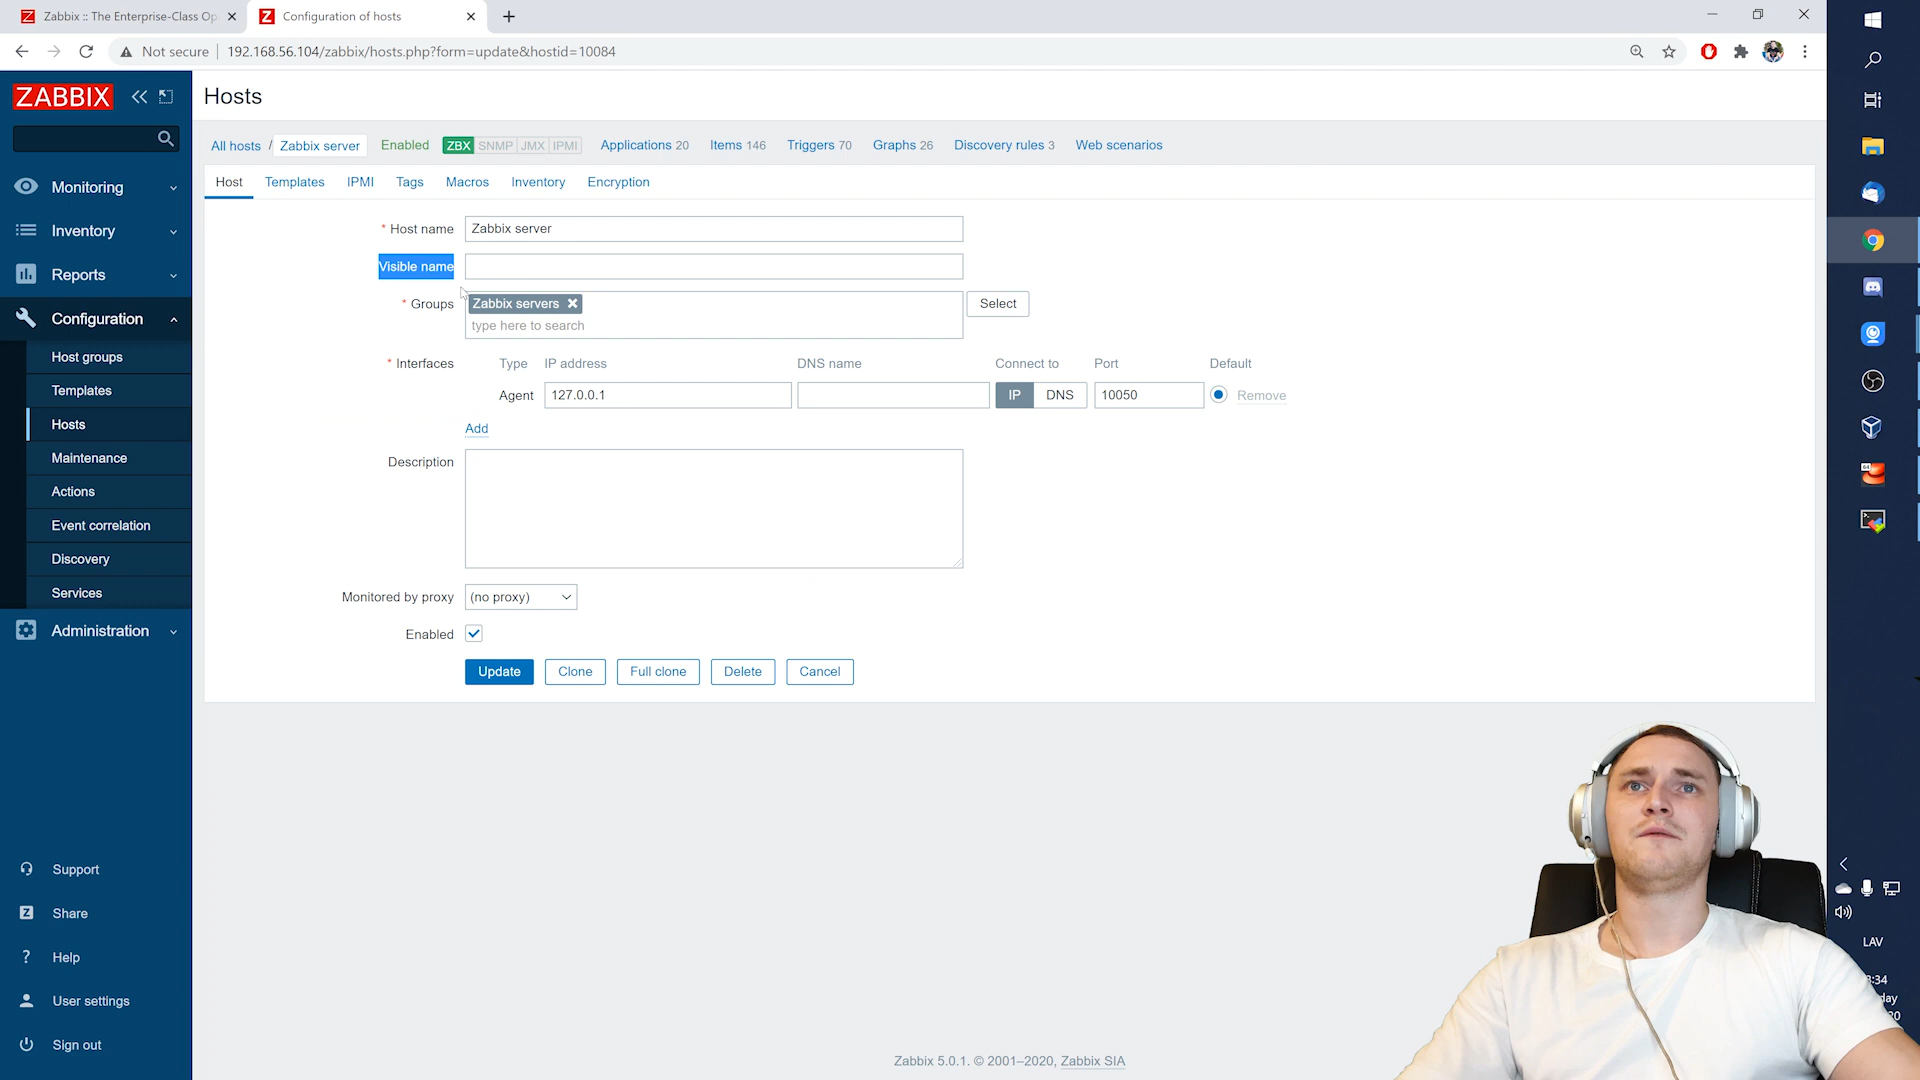 Zabbix :: The Enterprise-Class Op
Configuration of hosts
Not secure
192.168.56.104/zabbix/hosts.php?form=update&hostid=10084
ZABBIX
Monitoring
Inventory
Reports
Configuration
Host groups
Templates
Hosts
Maintenance
Actions
Event correlation
Discovery
Services
Administration
Support
Share
Help
User settings
Sign out
Hosts
All hosts / Zabbix server Enabled ZBX SNMP JMX IPMI Applications 20 Items 146 Triggers 70 Graphs 26 Discovery rules 3 Web scenarios
Host Templates IPMI Tags Macros Inventory Encryption
* Host name Zabbix server
Visible name
* Groups Zabbix servers Select
type here to search
* Interfaces Type IP address DNS name Connect to Port Default
Agent 127.0.0.1 IP DNS 10050 Remove
Add
Description
Monitored by proxy (no proxy)
Enabled
Update Clone Full clone Delete Cancel
Zabbix 5.0.1. © 2001–2020, Zabbix SIA
LAV
:34
day
20